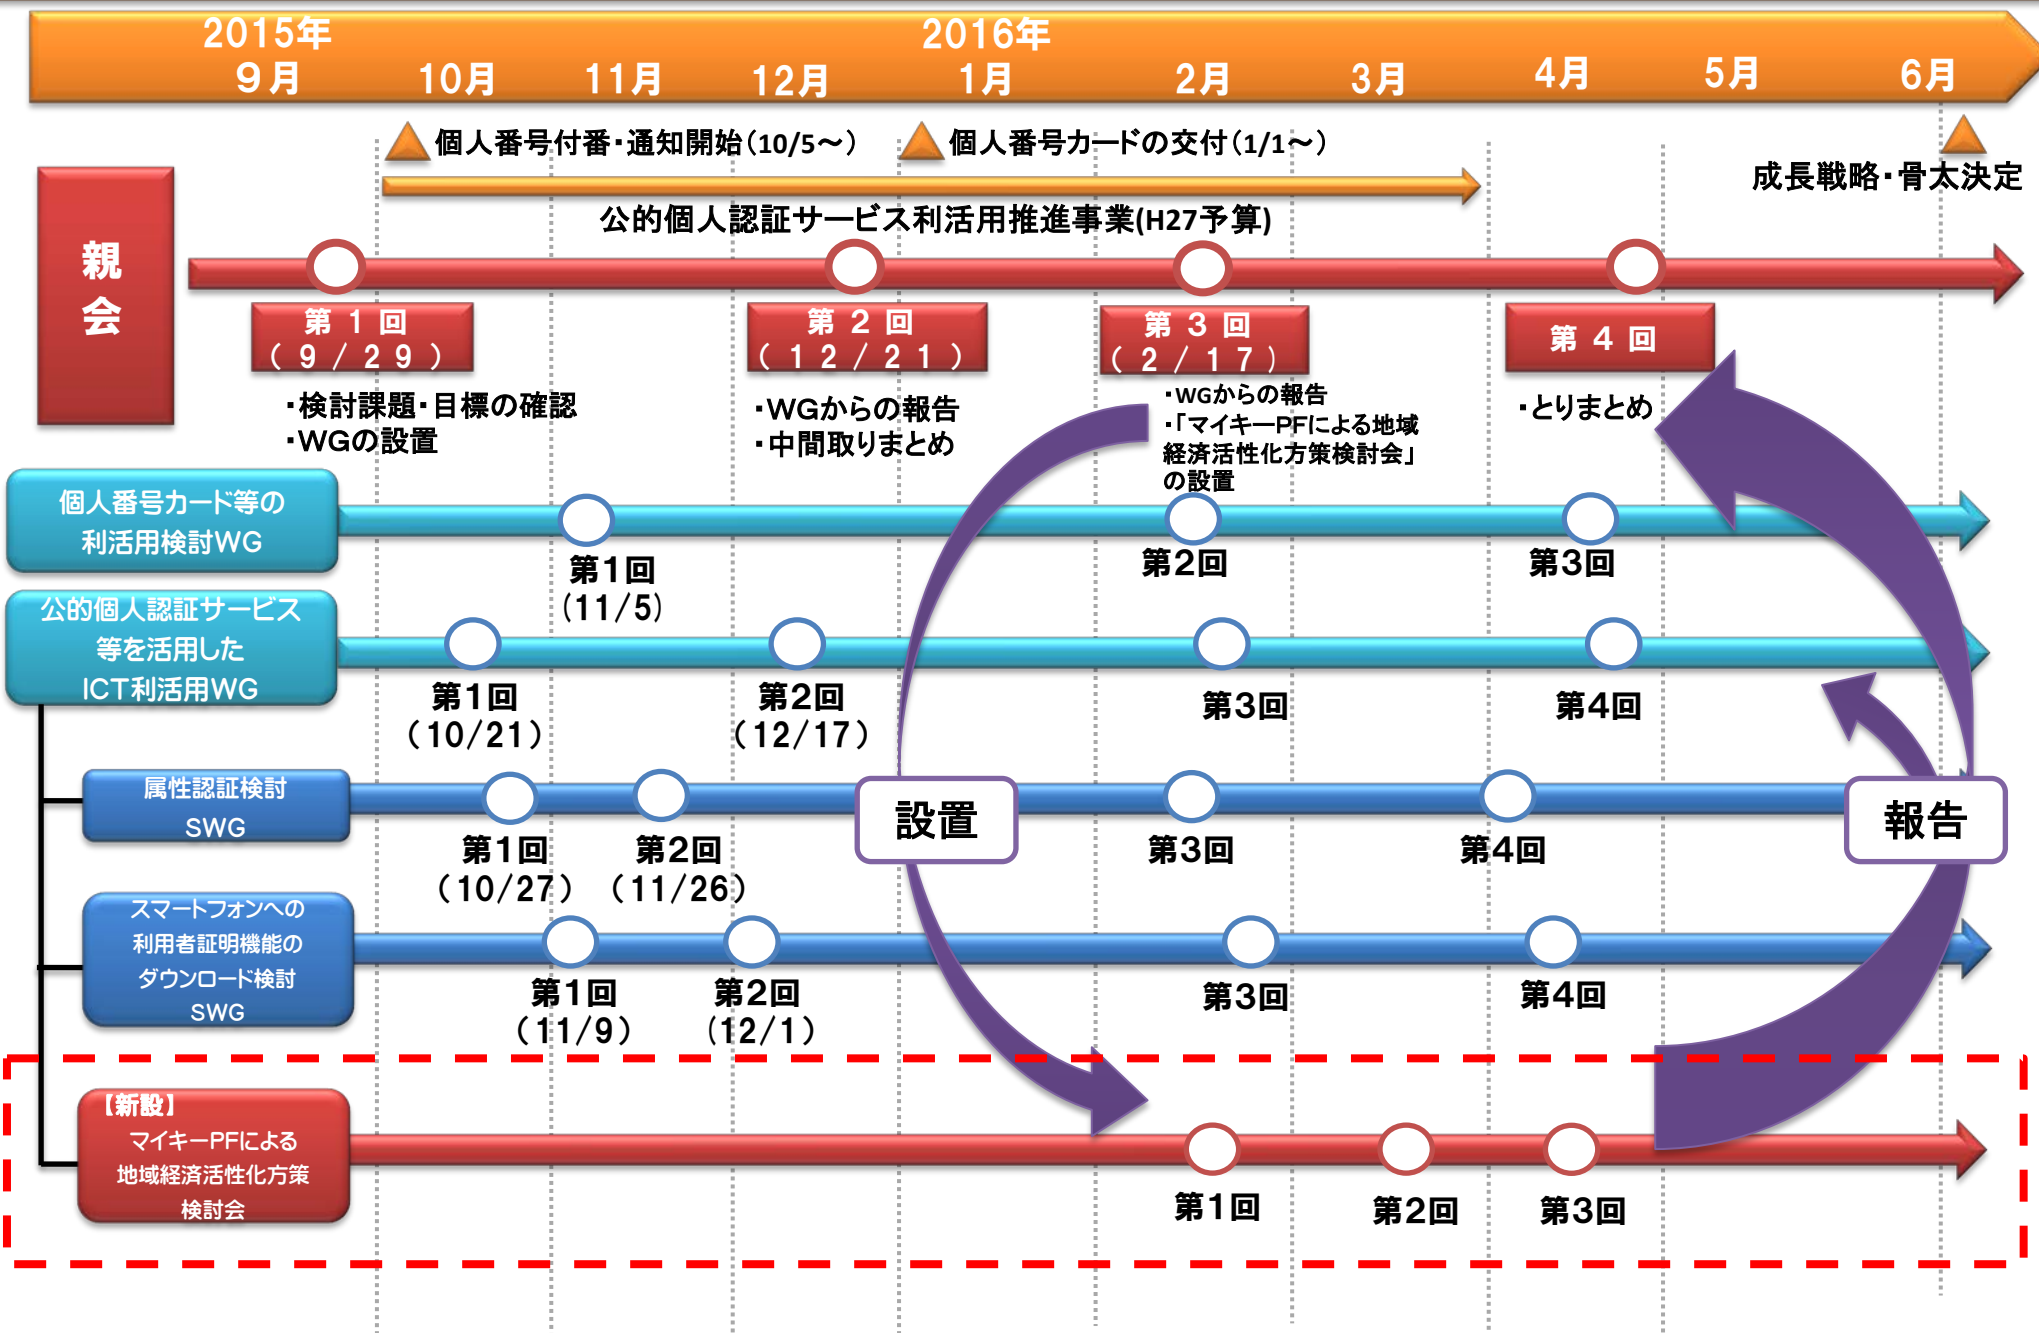 2015年
2016年
９月
10月
11月
12月
1月
2月
3月
4月
5月
6月
個人番号付番・通知開始（10/5～）
個人番号カードの交付（1/1～）
成長戦略・骨太決定
公的個人認証サービス利活用推進事業(H27予算)
親
会
第１回
（９/２９）
第２回
（１２/２１）
第３回
（２/１７）
第４回
・検討課題・目標の確認
・ＷＧの設置
・ＷＧからの報告
・中間取りまとめ
・WGからの報告
・「マイキーPFによる地域
経済活性化方策検討会」
の設置
・とりまとめ
個人番号カード等の
利活用検討WG
第1回
(11/5)
第2回
第3回
公的個人認証サービス
等を活用した
ICT利活用WG
第1回
（10/21）
第2回
（12/17）
第3回
第4回
属性認証検討
SWG
第1回
（10/27）
第2回
（11/26）
第3回
第4回
設置
報告
スマートフォンへの
利用者証明機能の
ダウンロード検討
SWG
第1回
（11/9）
第2回
（12/1）
第3回
第4回
【新設】
マイキーPFによる
地域経済活性化方策
検討会
第1回
第2回
第3回